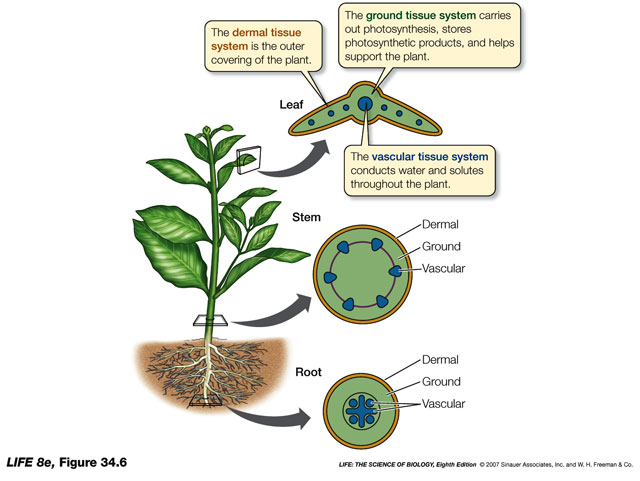 The dermal tissue
system is the outer
covering of the plant.
The ground tissue system carries
out photosynthesis, stores
photosynthetic products, and helps
support the plant.
Leaf
The vascular tissue system
conducts water and solutes
throughout the plant.
Stem
Dermal
Ground
Vascular
Root
Dermal
Ground
Vascular
LIFE 8e, Figure 34.6
LIFE: THE SCIENCE OF BIOLOGY, Eighth Edition © 2007 Sinauer Associates, Inc. and W. H. Freeman & Co.